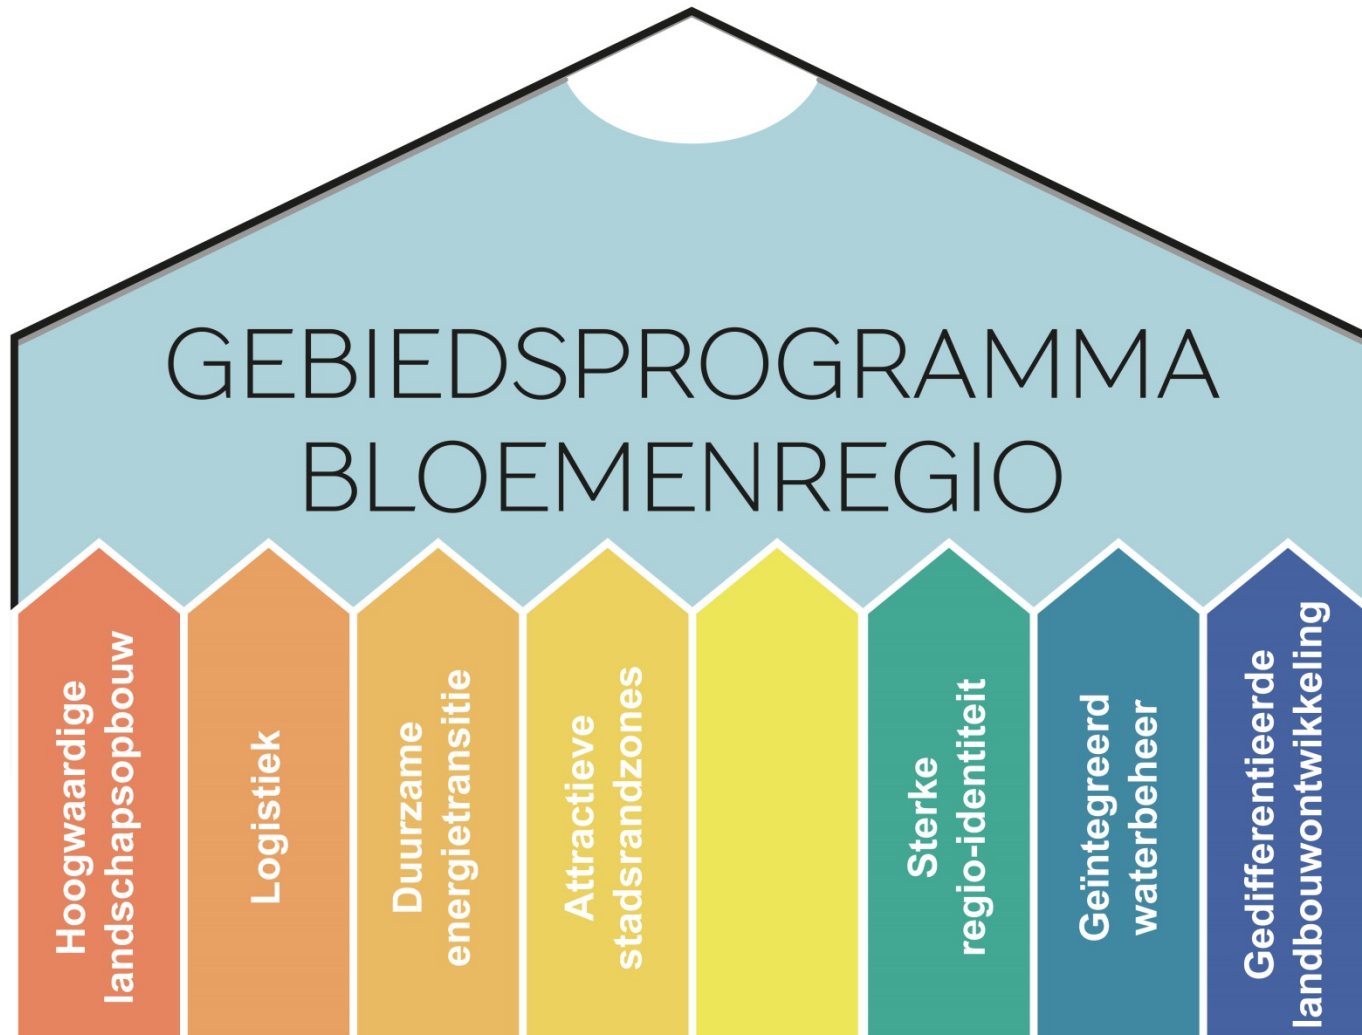 GEBIEDSPROGRAMMA
BLOEMENREGIO
Hoogwaardige
landschapsopbouw
Logistiek
Duurzame
energietransitie
Attractieve
stadsrandzones
Sterke
regio-identiteit
Geïntegreerd
waterbeheer
Gedifferentieerde
landbouwontwikkeling